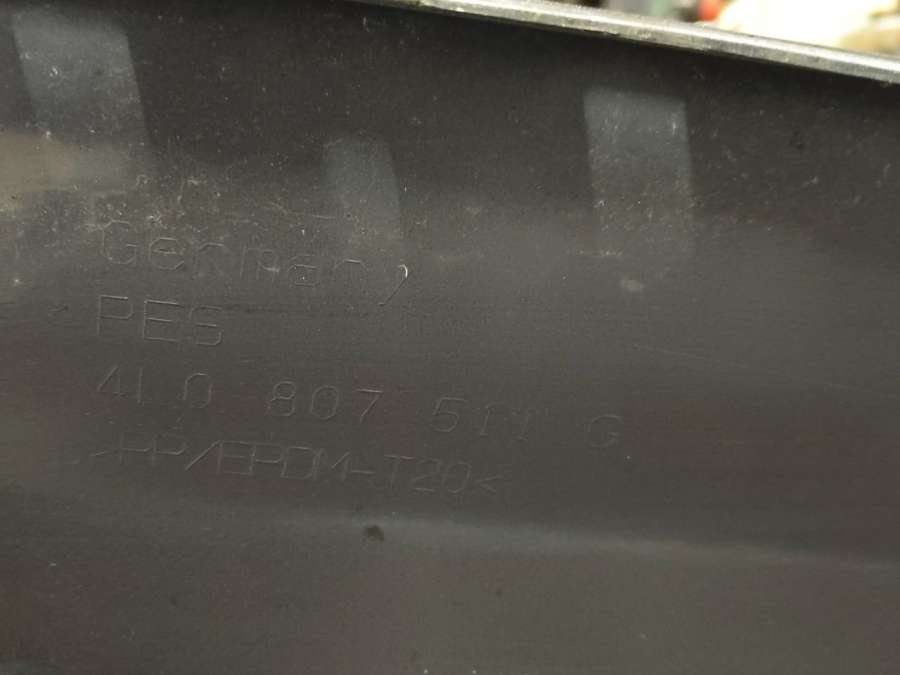 Germany
PES
4L0 807 511 G
>PP/EPDM-T20<